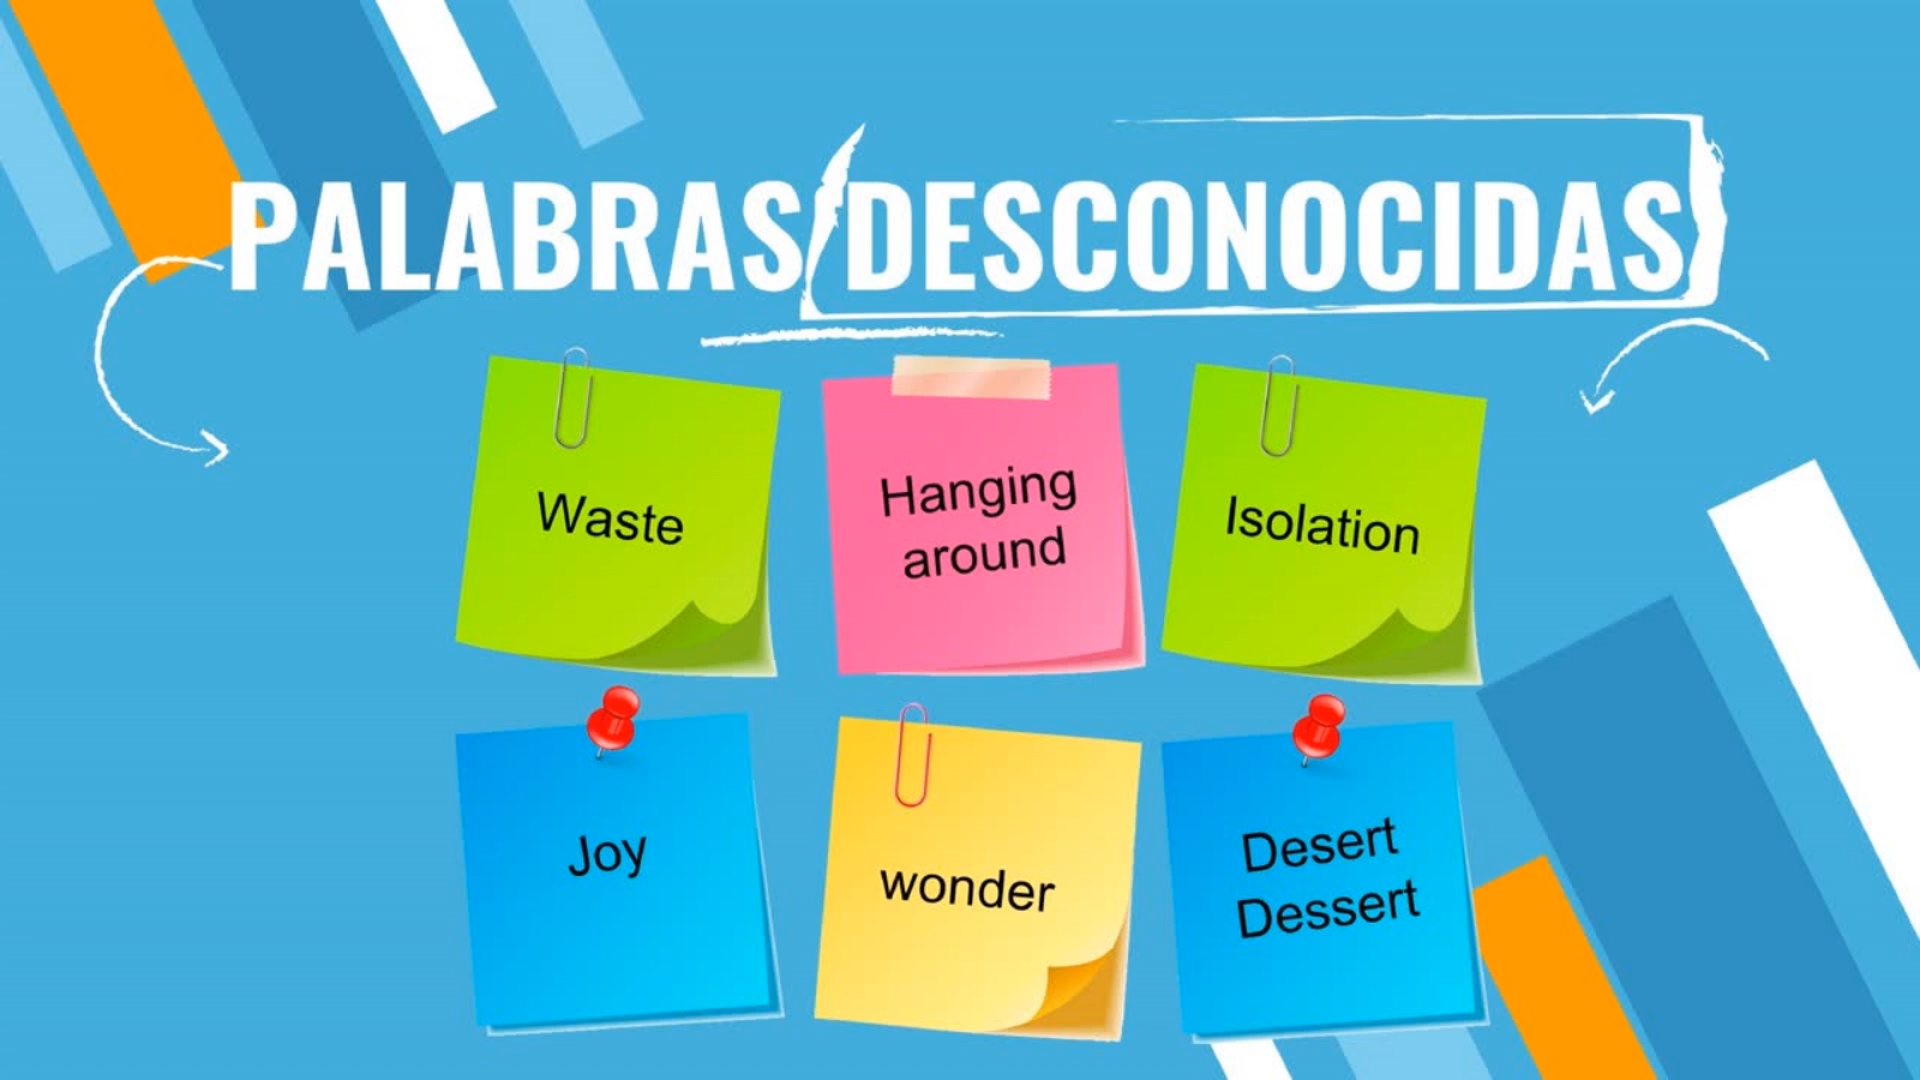 PALABRAS DESCONOCIDAS
Waste
Hanging
around
Isolation
Joy
wonder
Desert
Dessert